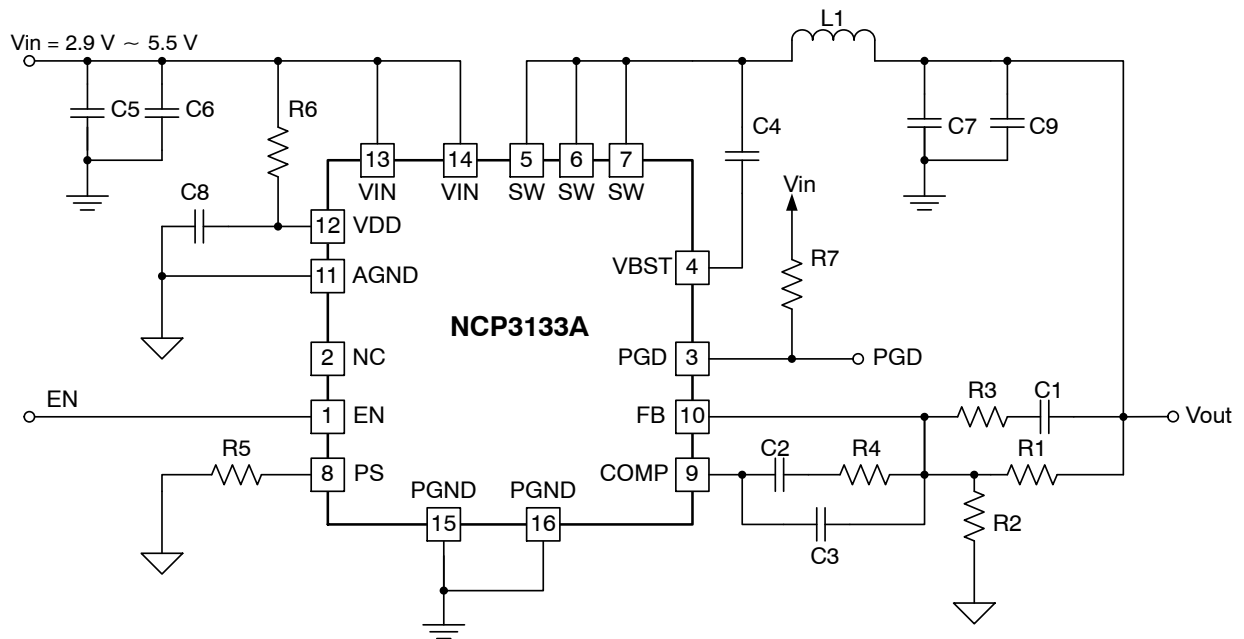 L1
Vin = 2.9 V ~ 5.5 V
C5 C6 R6 C4 C7 C9
13 14 5 6 7
VIN VIN SW SW SW
C8
Vin
12 VDD
VBST 4
R7
11 AGND
NCP3133A
2 NC
PGD 3 PGD
R3 C1
EN
1 EN
FB 10
Vout
R5
C2 R4 R1
8 PS
COMP 9
PGND PGND
15 16
R2
C3